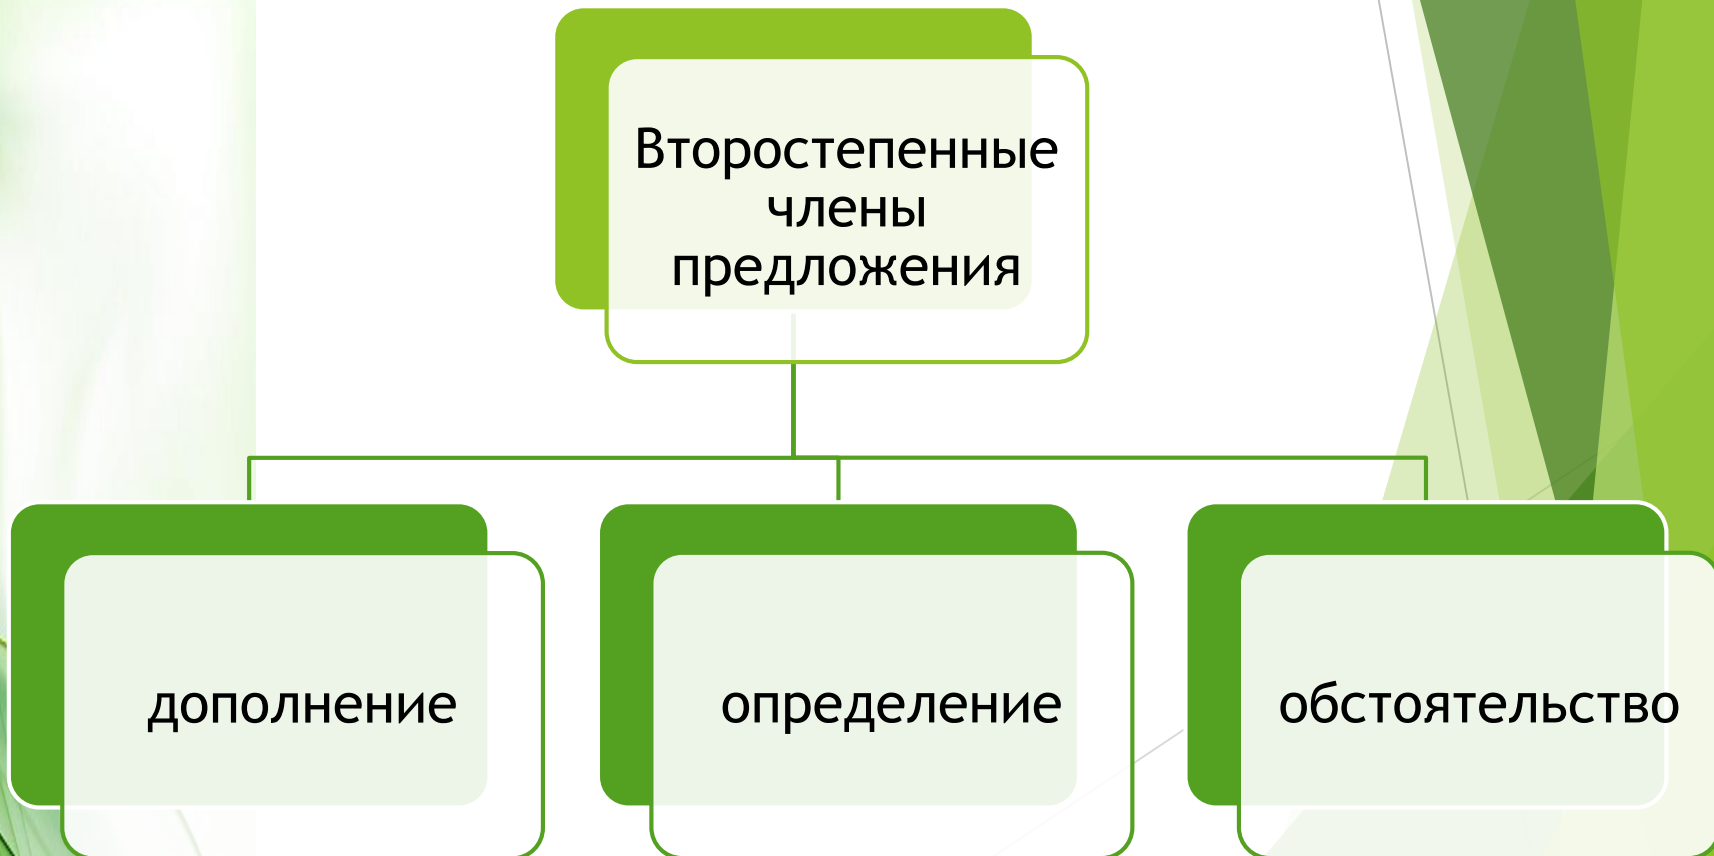 Второстепенные
члены
предложения
дополнение
определение
обстоятельство